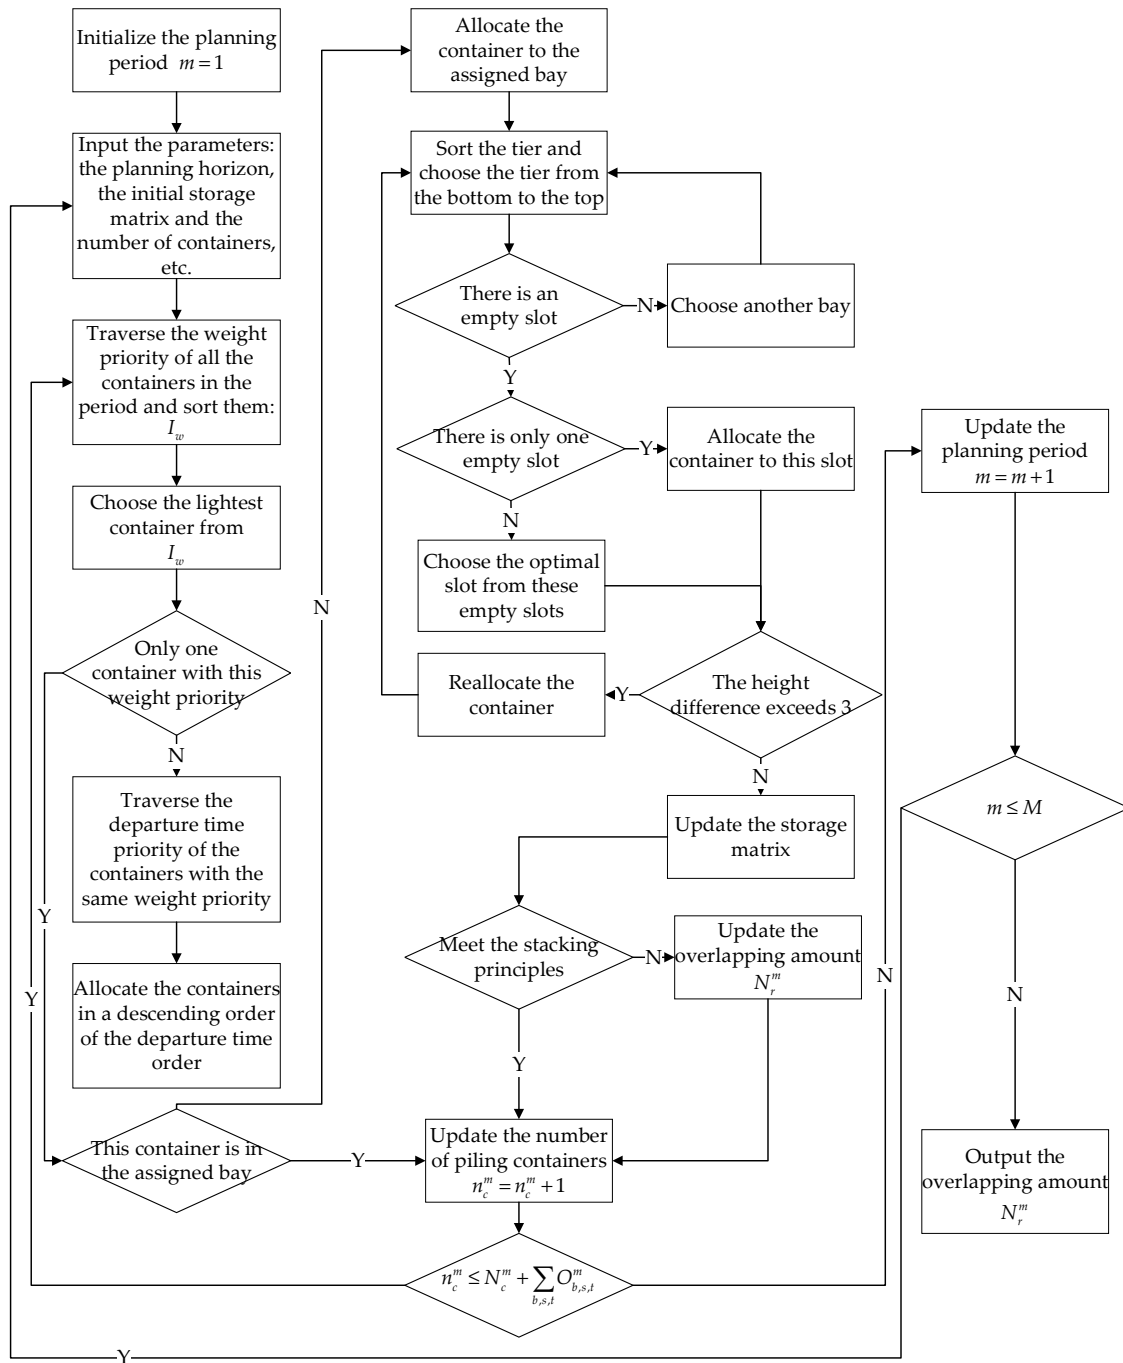 Initialize the planning
period m = 1
Input the parameters:
the planning horizon,
the initial storage
matrix and the
number of containers,
etc.
Traverse the weight
priority of all the
containers in the
period and sort them:
I_w
Choose the lightest
container from
I_w
Only one
container with this
weight priority
N
Y
Traverse the
departure time
priority of the
containers with the
same weight priority
Allocate the containers
in a descending order
of the departure time
order
This container is in
the assigned bay
Y
N
Y
Allocate the
container to the
assigned bay
Sort the tier and
choose the tier from
the bottom to the top
There is an
empty slot
N
Choose another bay
Y
There is only one
empty slot
Y
Allocate the
container to this slot
N
Choose the optimal
slot from these
empty slots
The height
difference exceeds 3
Y
Reallocate the
container
N
Update the storage
matrix
Meet the stacking
principles
N
Update the
overlapping amount
N_r^m
Y
Update the number
of piling containers
n_c^m = n_c^m + 1
n_c^m ≤ N_c^m + ∑_{b,s,t} O_{b,s,t}^m
N
Update the
planning period
m = m + 1
m ≤ M
N
Output the
overlapping amount
N_r^m
Y